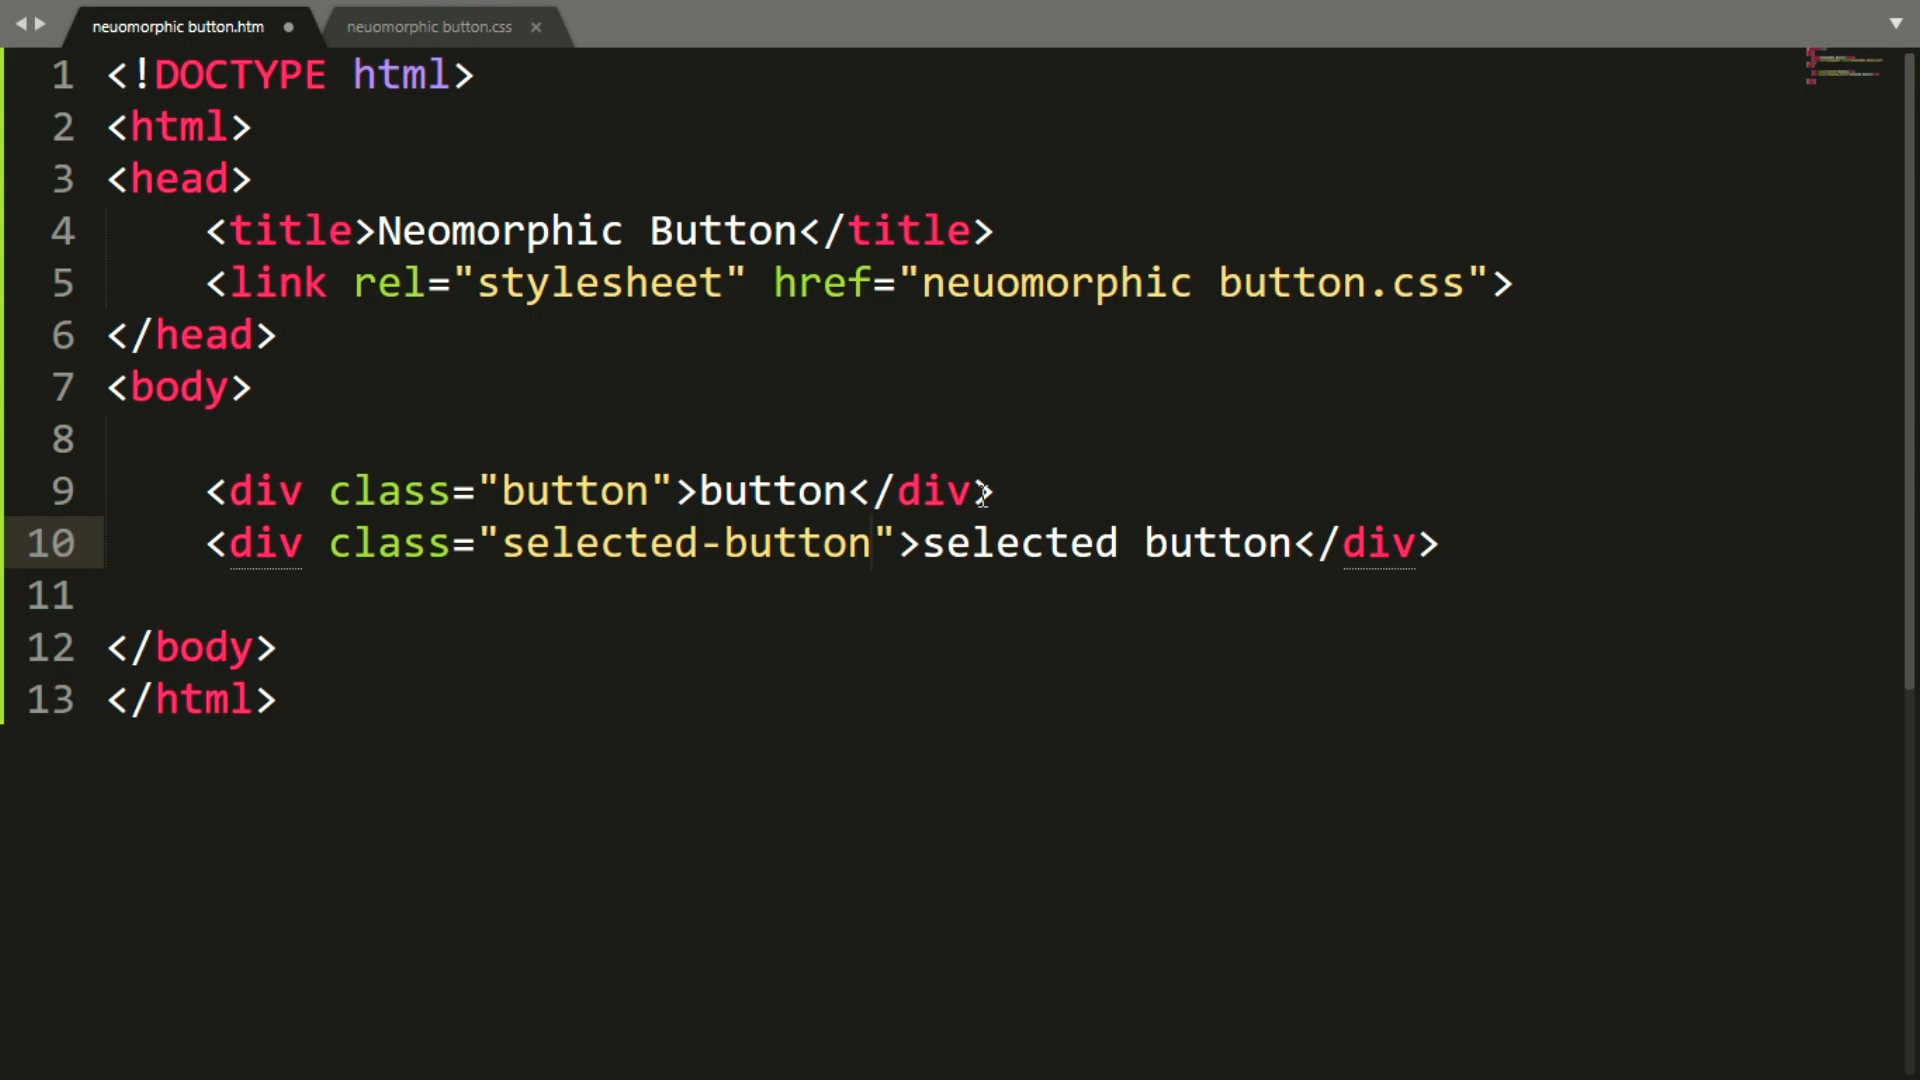 neuomorphic button.htm neuomorphic button.css
1 <!DOCTYPE html>
2 <html>
3 <head>
4 <title>Neomorphic Button</title>
5 <link rel="stylesheet" href="neuomorphic button.css">
6 </head>
7 <body>
8
9 <div class="button">button</div>
10 <div class="selected-button">selected button</div>
11
12 </body>
13 </html>